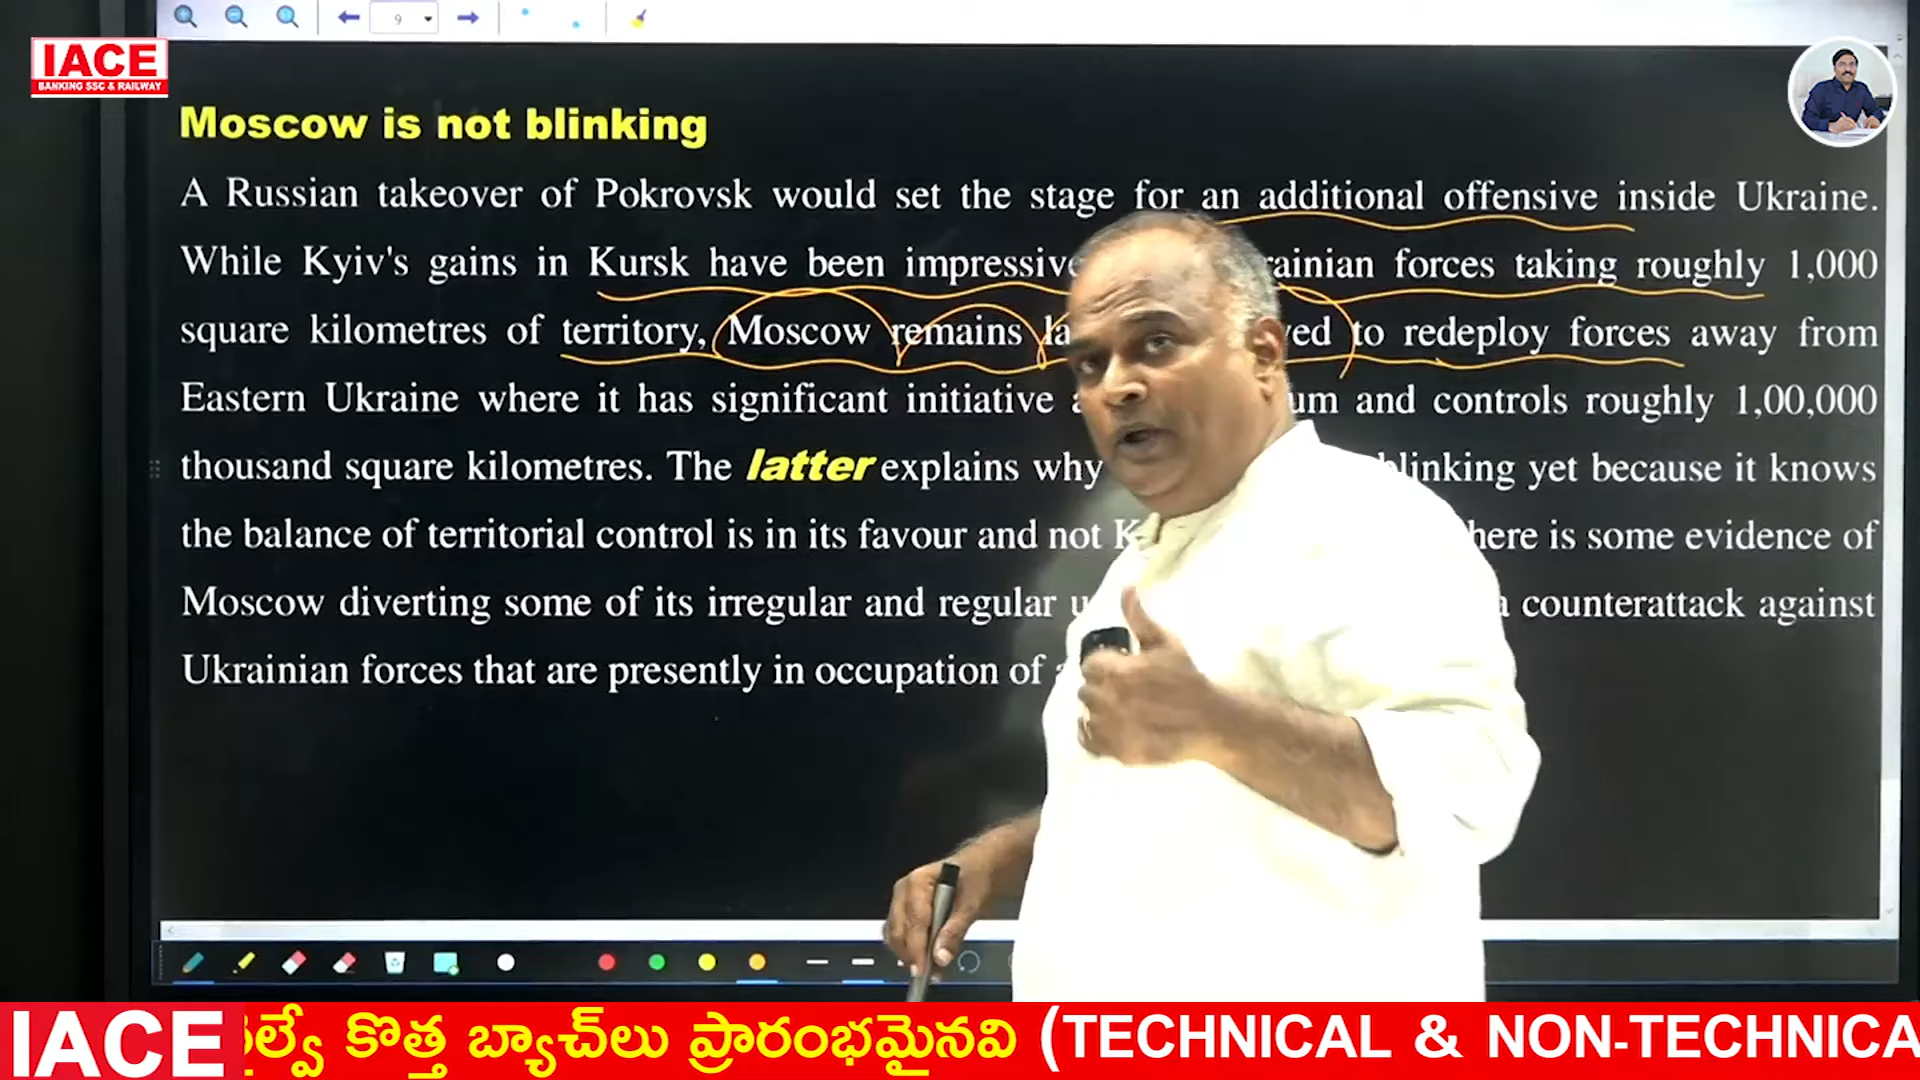 9
IACE
BANKING SSC & RAILWAY
Moscow is not blinking
A Russian takeover of Pokrovsk would set the stage for an additional offensive inside Ukraine.
While Kyiv's gains in Kursk have been impressive forces taking roughly 1,000
square kilometres of territory, Moscow remains to redeploy forces away from
Eastern Ukraine where it has significant initiative and controls roughly 1,00,000
thousand square kilometres. The latter explains why blinking yet because it knows
the balance of territorial control is in its favour and not here is some evidence of
Moscow diverting some of its irregular and regular a counterattack against
Ukrainian forces that are presently in occupation of
IACE కొత్త బ్యాచ్‌లు ప్రారంభమైనవి (TECHNICAL & NON-TECHNICA